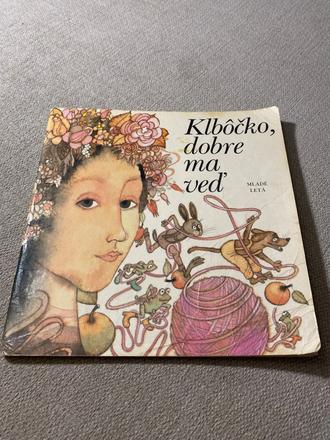 Klbôčko,
dobre
ma
veď
MLADÉ
LETÁ